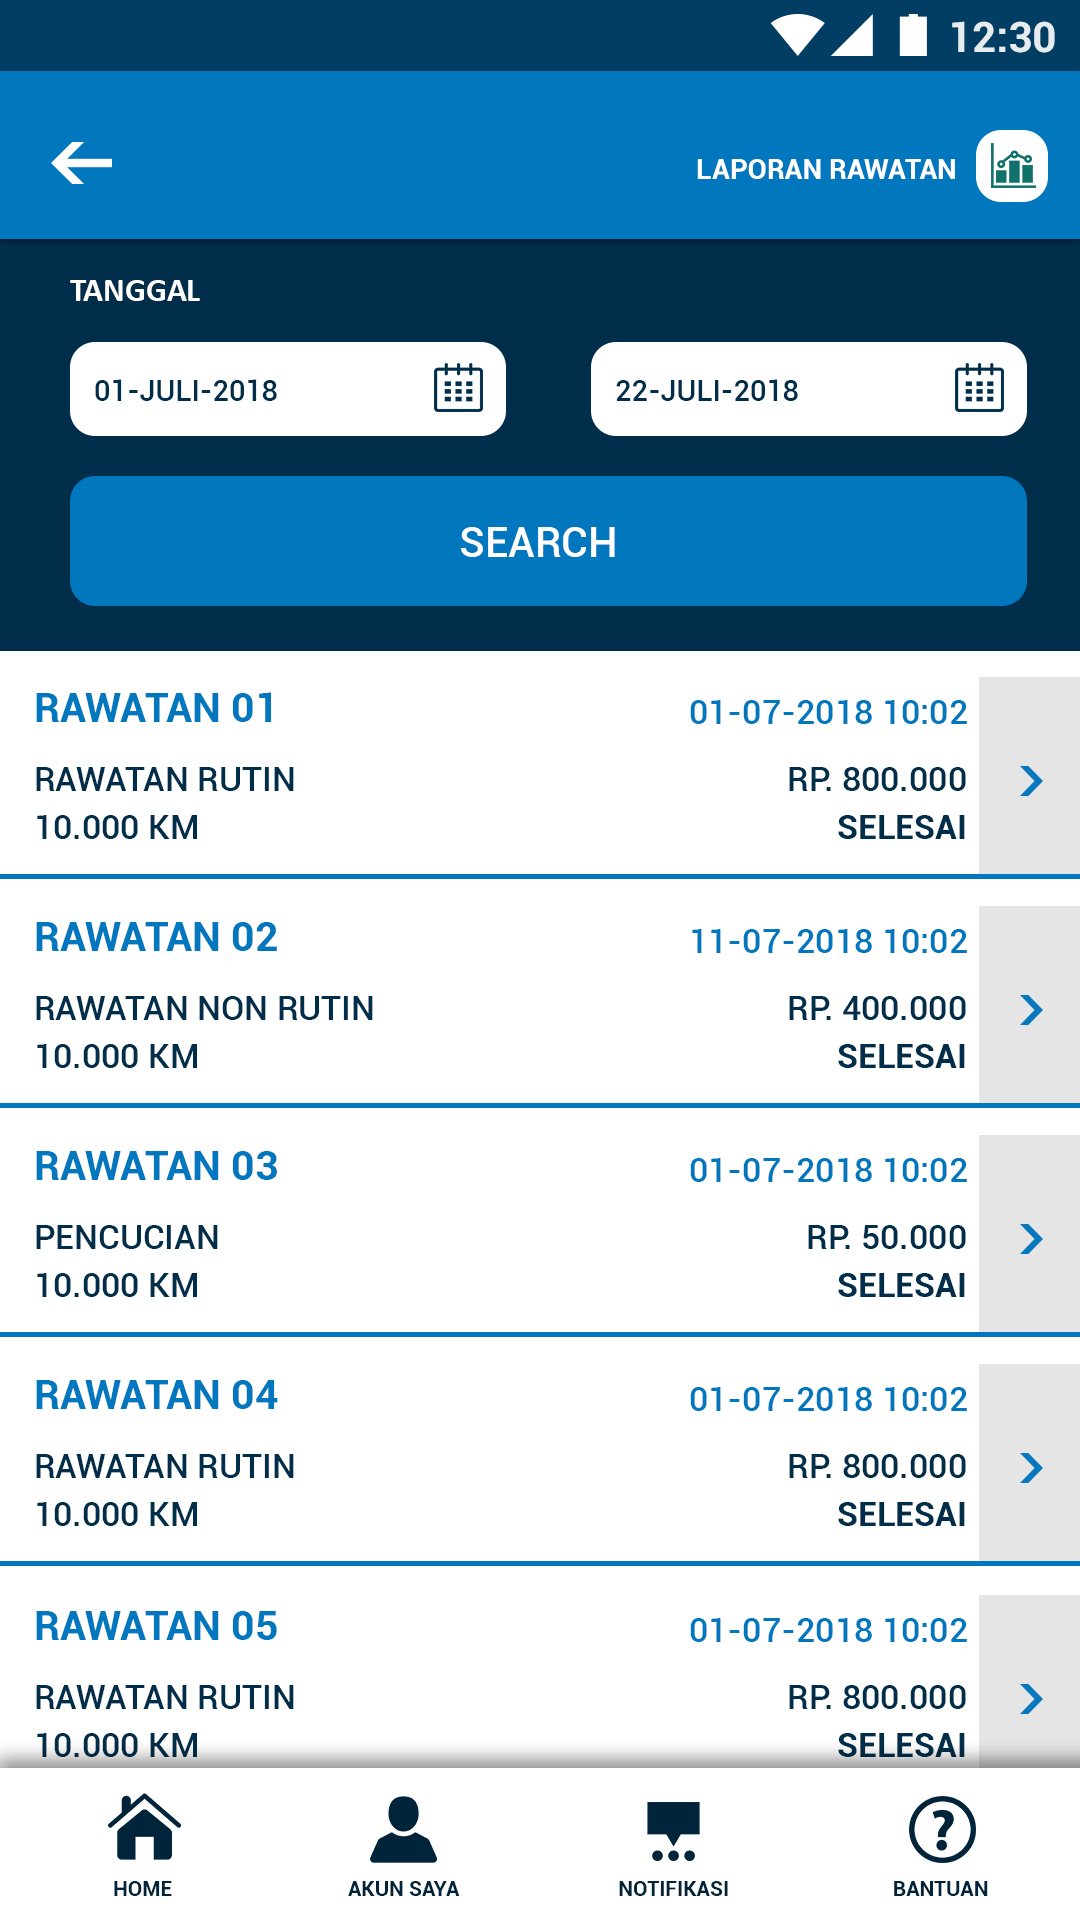 12:30
LAPORAN RAWATAN
TANGGAL
01-JULI-2018
22-JULI-2018
SEARCH
RAWATAN 01
01-07-2018 10:02
RAWATAN RUTIN
RP. 800.000
10.000 KM
SELESAI
RAWATAN 02
11-07-2018 10:02
RAWATAN NON RUTIN
RP. 400.000
10.000 KM
SELESAI
RAWATAN 03
01-07-2018 10:02
PENCUCIAN
RP. 50.000
10.000 KM
SELESAI
RAWATAN 04
01-07-2018 10:02
RAWATAN RUTIN
RP. 800.000
10.000 KM
SELESAI
RAWATAN 05
01-07-2018 10:02
RAWATAN RUTIN
RP. 800.000
10.000 KM
SELESAI
HOME
AKUN SAYA
NOTIFIKASI
BANTUAN